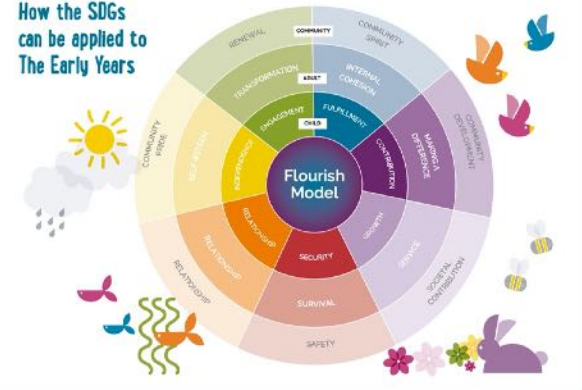 How the SDGs
can be applied to
The Early Years
COMMUNITY
ADULT
CHILD
Flourish
Model
RENEWAL
TRANSFORMATION
ENGAGEMENT
COMMUNITY
SPIRIT
INTERNAL
COHESION
FULFILLMENT
COMMUNITY
DEVELOPMENT
MAKING A
DIFFERENCE
CONTRIBUTION
SOCIETAL
CONTRIBUTION
SERVICE
GROWTH
SECURITY
SURVIVAL
SAFETY
RELATIONSHIP
RELATIONSHIP
RELATIONSHIP
COMMUNITY
PRIDE
SELF-ESTEEM
INDEPENDENCE